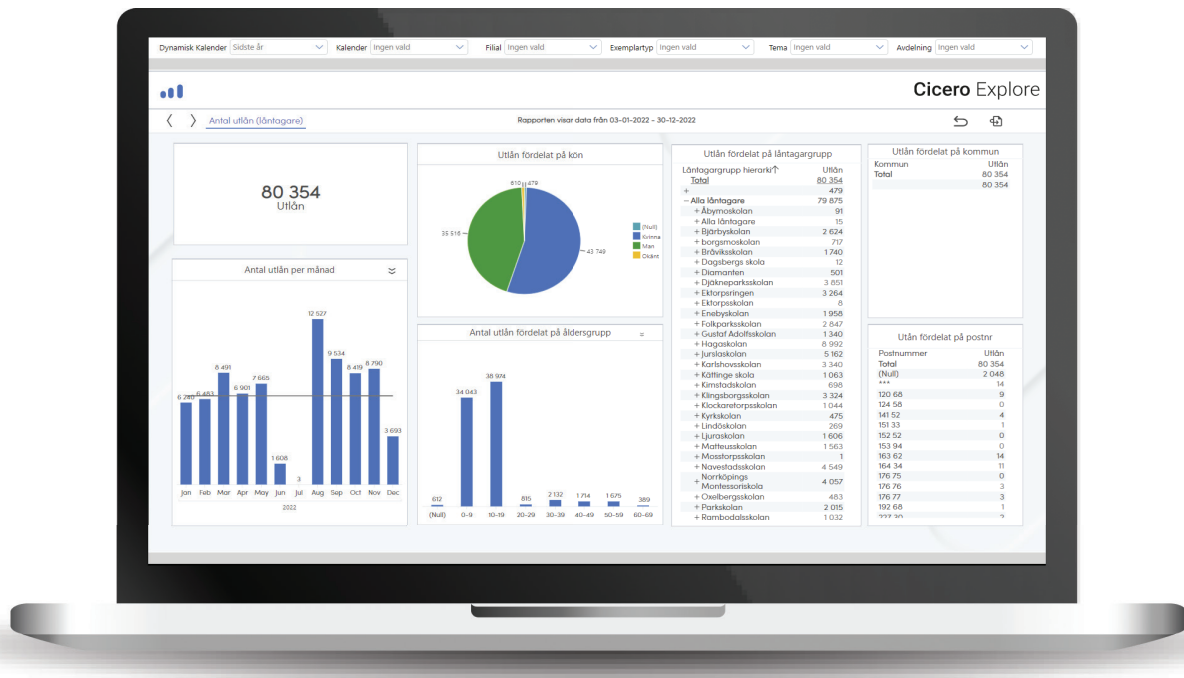 Dynamisk Kalender Sidste år Kalender Ingen vald Filial Ingen vald Exemplartyp Ingen vald Tema Ingen vald Avdelning Ingen vald
Cicero Explore
Antal utlån (låntagare)
Rapporten visar data från 03-01-2022 - 30-12-2022
80 354
Utlån
Antal utlån per månad
12 527
9 534
8 491
8 419
8 790
7 665
6 901
6 483
6 240
3 693
1 608
3
Jan Feb Mar Apr May Jun Jul Aug Sep Oct Nov Dec
2022
Utlån fördelat på kön
610
479
35 516
43 749
(Null)
Kvinna
Man
Okänt
Antal utlån fördelat på åldersgrupp
38 974
34 043
612
815
2 132
1 714
1 675
389
(Null) 0-9 10-19 20-29 30-39 40-49 50-59 60-69
Utlån fördelat på låntagargrupp
Låntagargrupp hierarki↑ Utlån
Total 80 354
+ 479
− Alla låntagare 79 875
+ Åbymoskolan 91
+ Alla låntagare 15
+ Bjärbyskolan 2 624
+ borgsmoskolan 717
+ Bråviksskolan 1 740
+ Dagsbergs skola 12
+ Diamanten 501
+ Djäkneparksskolan 3 851
+ Ektorpsringen 3 264
+ Ektorpsskolan 8
+ Enebyskolan 1 958
+ Folkparksskolan 2 847
+ Gustaf Adolfsskolan 1 340
+ Hagaskolan 8 992
+ Jurslaskolan 5 162
+ Karlshovsskolan 3 340
+ Kättinge skola 1 063
+ Kimstadskolan 698
+ Klingsborgsskolan 3 324
+ Klockaretorpsskolan 1 044
+ Kyrkskolan 475
+ Lindöskolan 269
+ Ljuraskolan 1 606
+ Matteusskolan 1 563
+ Mosstorpsskolan 1
+ Navestadsskolan 4 549
+ Norrköpings
Montessoriskola 4 057
+ Oxelbergsskolan 483
+ Parkskolan 2 015
+ Rambodalsskolan 1 032
Utlån fördelat på kommun
Kommun Utlån
Total 80 354
80 354
Utån fördelat på postnr
Postnummer Utlån
Total 80 354
(Null) 2 048
*** 14
120 68 9
124 58 0
141 52 4
151 33 1
152 52 0
153 94 0
163 62 14
164 34 11
176 75 0
176 76 3
176 77 3
192 68 1
227 30 2